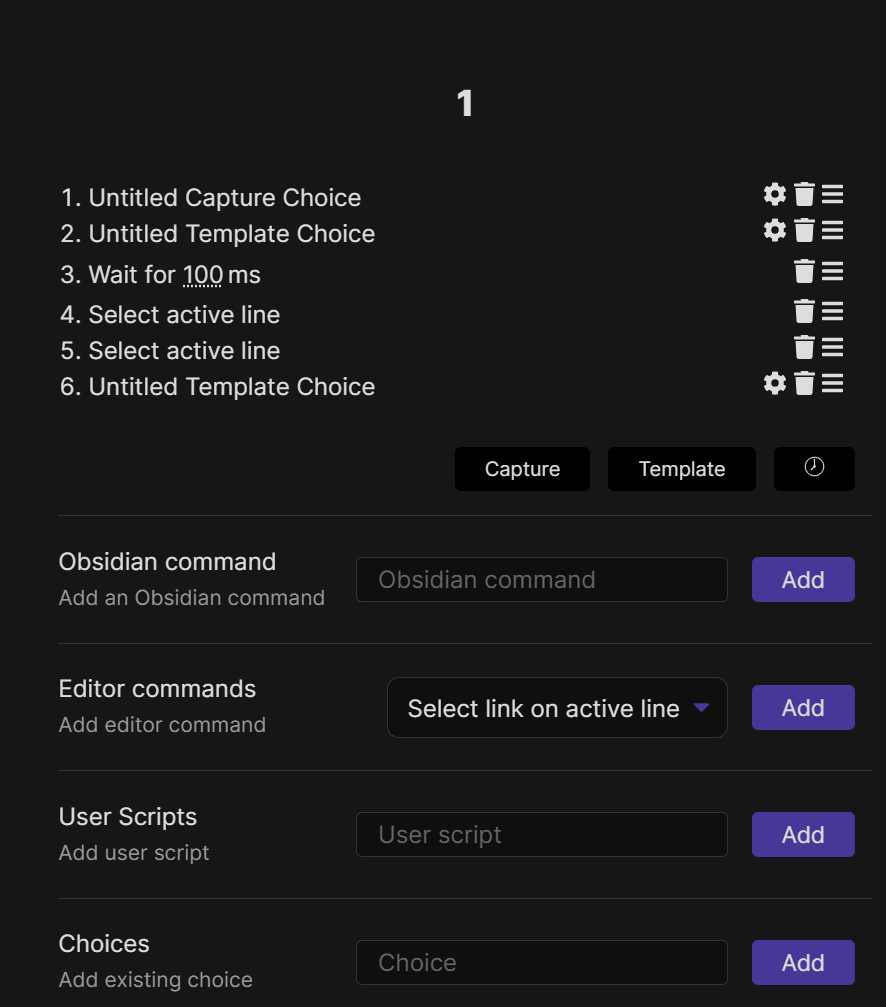 1
1. Untitled Capture Choice
2. Untitled Template Choice
3. Wait for 100 ms
4. Select active line
5. Select active line
6. Untitled Template Choice
Capture Template
Obsidian command
Add an Obsidian command
Obsidian command
Add
Editor commands
Add editor command
Select link on active line
Add
User Scripts
Add user script
User script
Add
Choices
Add existing choice
Choice
Add